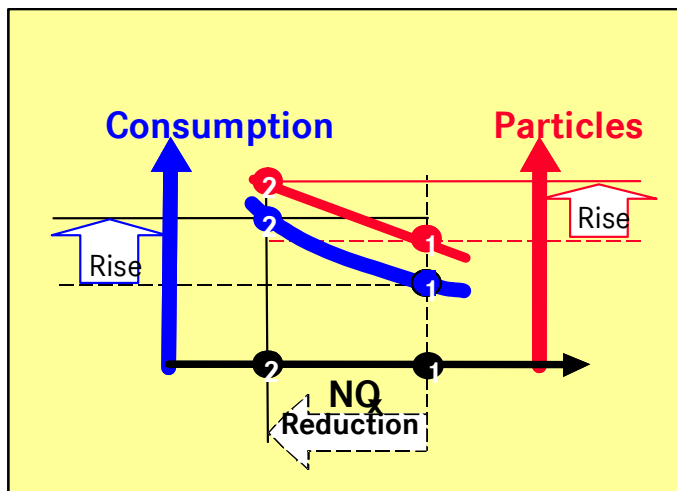 Consumption
Particles
2
2
1
Rise
Rise
1
2
1
NOx
Reduction